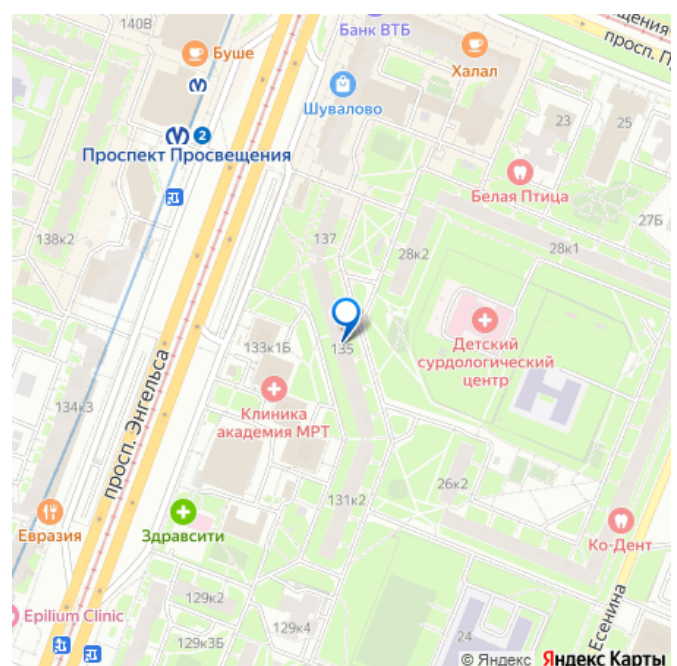 140В
Банк ВТБ
Буше
Халал
просп. П
Шувалово
2
Проспект Просвещения
23
25
Белая Птица
27Б
137
138к2
28к2
28к1
133к1Б
135
Детский
сурдологический
центр
просп. Энгельса
Клиника
академия МРТ
134к3
131к2
26к2
Евразия
Здравсити
Ко-Дент
129к2
Epilium Clinic
129к3Б
129к4
24
Есенина
© Яндекс Яндекс Карты